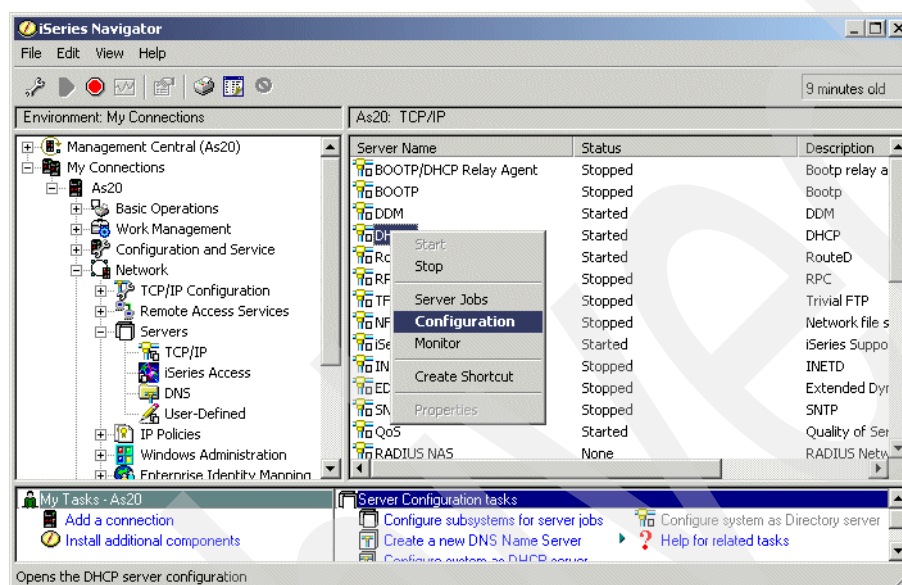 iSeries Navigator
File Edit View Help
9 minutes old
Environment: My Connections
As20: TCP/IP
Management Central (As20)
My Connections
As20
Basic Operations
Work Management
Configuration and Service
Network
TCP/IP Configuration
Remote Access Services
Servers
TCP/IP
iSeries Access
DNS
User-Defined
IP Policies
Windows Administration
Enterprise Identity Mapping
Server Name Status Description
BOOTP/DHCP Relay Agent Stopped Bootp relay a
BOOTP Stopped Bootp
DDM Started DDM
DH Started DHCP
Ro Started RouteD
RP Stopped RPC
TF Stopped Trivial FTP
NF Stopped Network file s
iSe Started iSeries Suppo
IN Stopped INETD
ED Stopped Extended Dyr
SN Stopped SNTP
QoS Started Quality of Ser
RADIUS NAS None RADIUS Netw
Start
Stop
Server Jobs
Configuration
Monitor
Create Shortcut
Properties
My Tasks - As20
Add a connection
Install additional components
Server Configuration tasks
Configure subsystems for server jobs
Create a new DNS Name Server
Configure system as DHCP server
Configure system as Directory server
Help for related tasks
Opens the DHCP server configuration